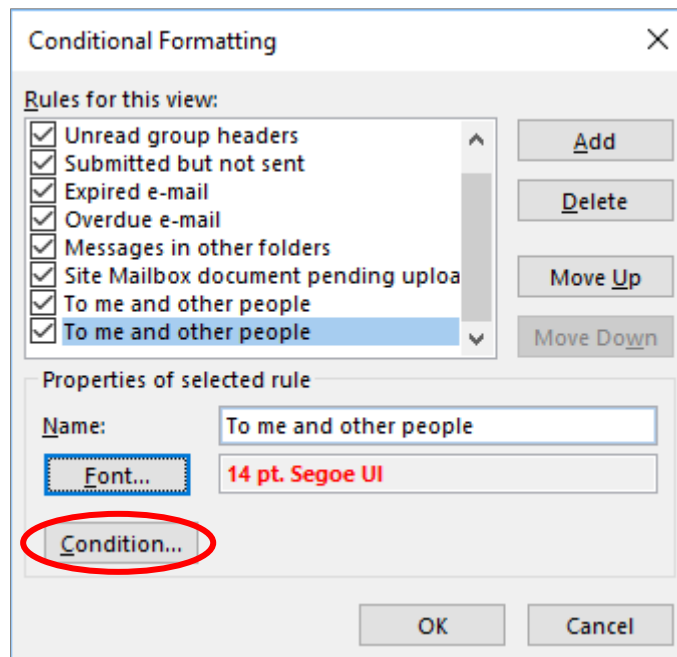 Conditional Formatting
Rules for this view:
Unread group headers
Submitted but not sent
Expired e-mail
Overdue e-mail
Messages in other folders
Site Mailbox document pending uploa
To me and other people
To me and other people
Add
Delete
Move Up
Move Down
Properties of selected rule
Name: To me and other people
Font... 14 pt. Segoe UI
Condition...
OK Cancel